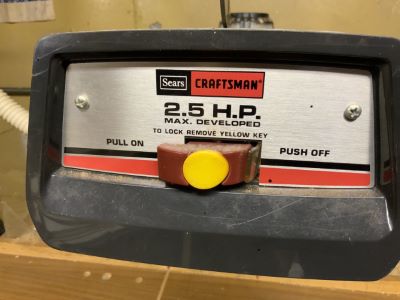 Sears CRAFTSMAN
2.5 H.P.
MAX. DEVELOPED
TO LOCK REMOVE YELLOW KEY
PULL ON PUSH OFF